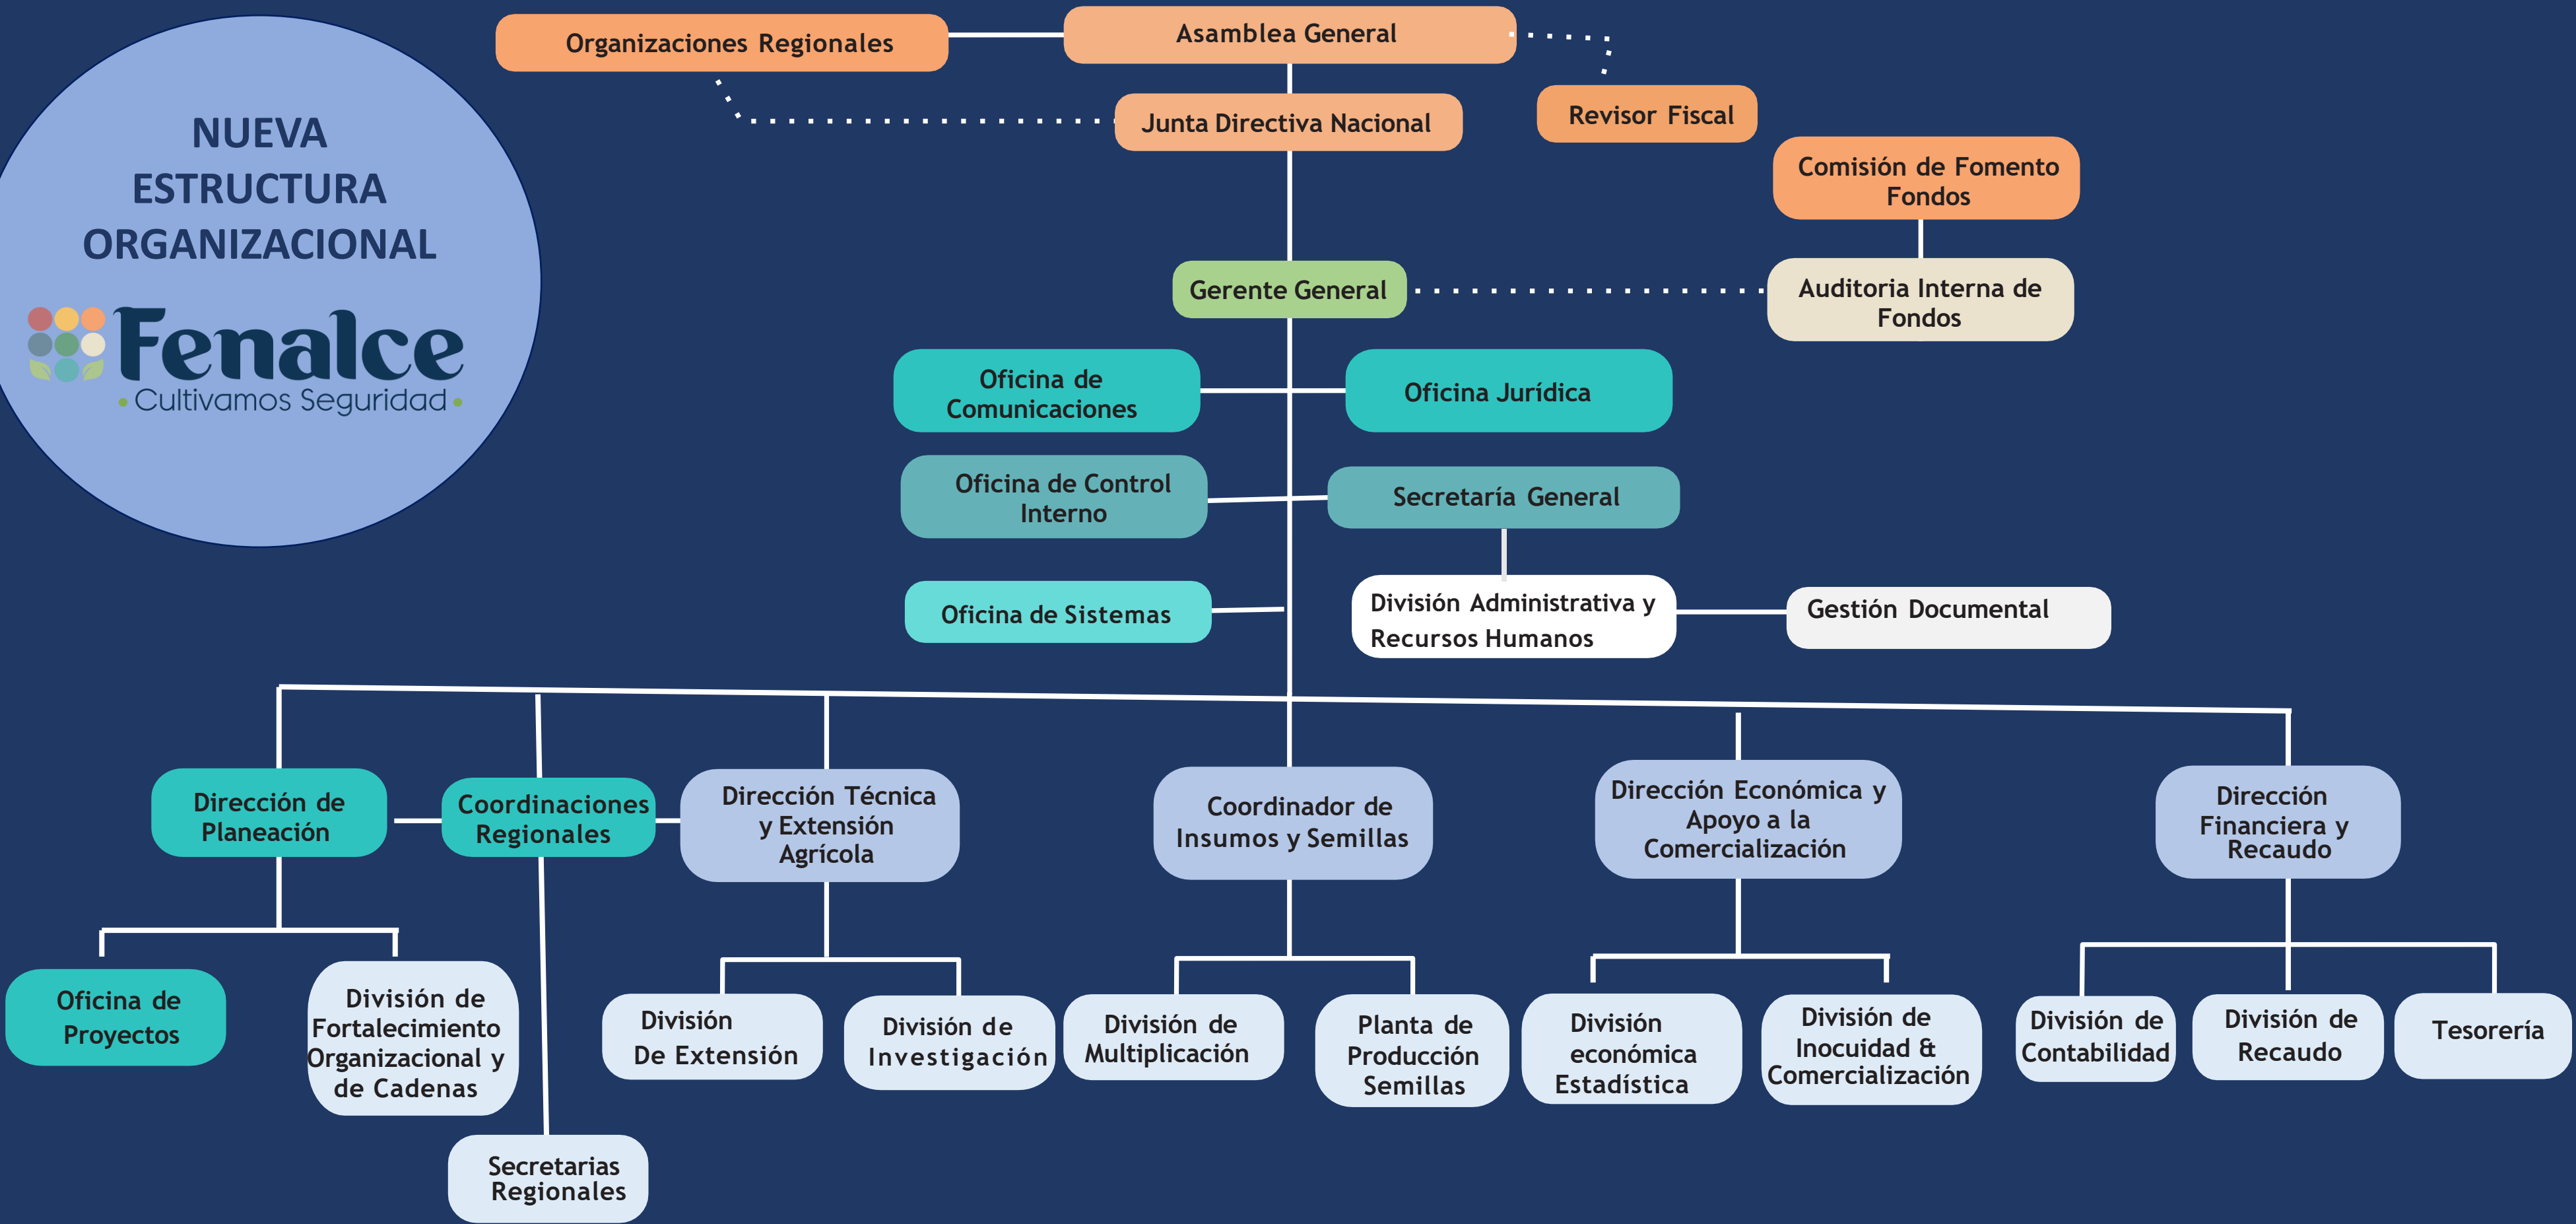 NUEVA
ESTRUCTURA
ORGANIZACIONAL
Fenalce
Cultivamos Seguridad
Organizaciones Regionales
Asamblea General
Junta Directiva Nacional
Revisor Fiscal
Comisión de Fomento
Fondos
Gerente General
Auditoria Interna de
Fondos
Oficina de
Comunicaciones
Oficina Jurídica
Oficina de Control
Interno
Secretaría General
Oficina de Sistemas
División Administrativa y
Recursos Humanos
Gestión Documental
Dirección de
Planeación
Coordinaciones
Regionales
Dirección Técnica
y Extensión
Agrícola
Coordinador de
Insumos y Semillas
Dirección Económica y
Apoyo a la
Comercialización
Dirección
Financiera y
Recaudo
Oficina de
Proyectos
División de
Fortalecimiento
Organizacional y
de Cadenas
División
De Extensión
División de
Investigación
División de
Multiplicación
Planta de
Producción
Semillas
División
económica
Estadística
División de
Inocuidad &
Comercialización
División de
Contabilidad
División de
Recaudo
Tesorería
Secretarias
Regionales